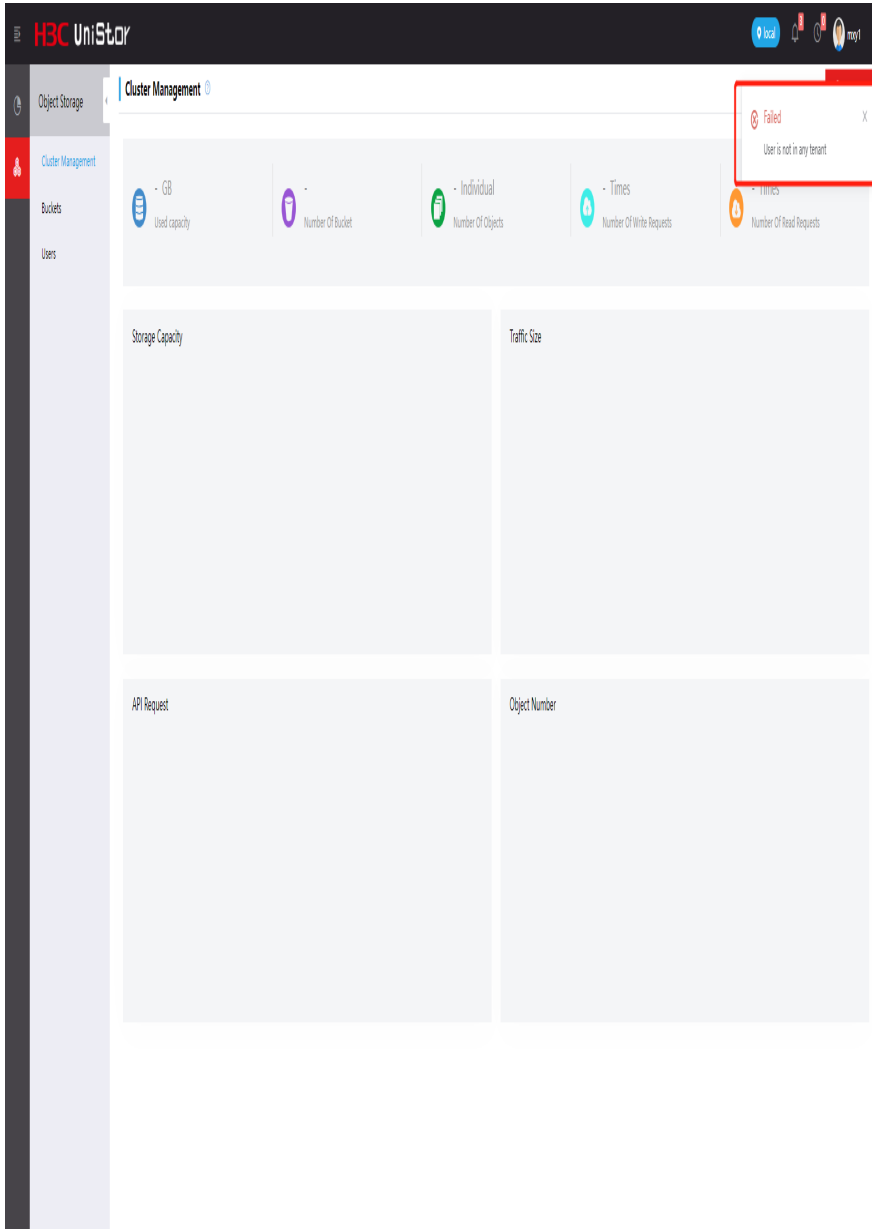 H3C UniStor
local
mxy1
Object Storage
Cluster Management
Buckets
Users
Cluster Management
Failed
X
User is not in any tenant
- GB
Used capacity
-
Number Of Bucket
- Individual
Number Of Objects
- Times
Number Of Write Requests
- Times
Number Of Read Requests
Storage Capacity
Traffic Size
API Request
Object Number